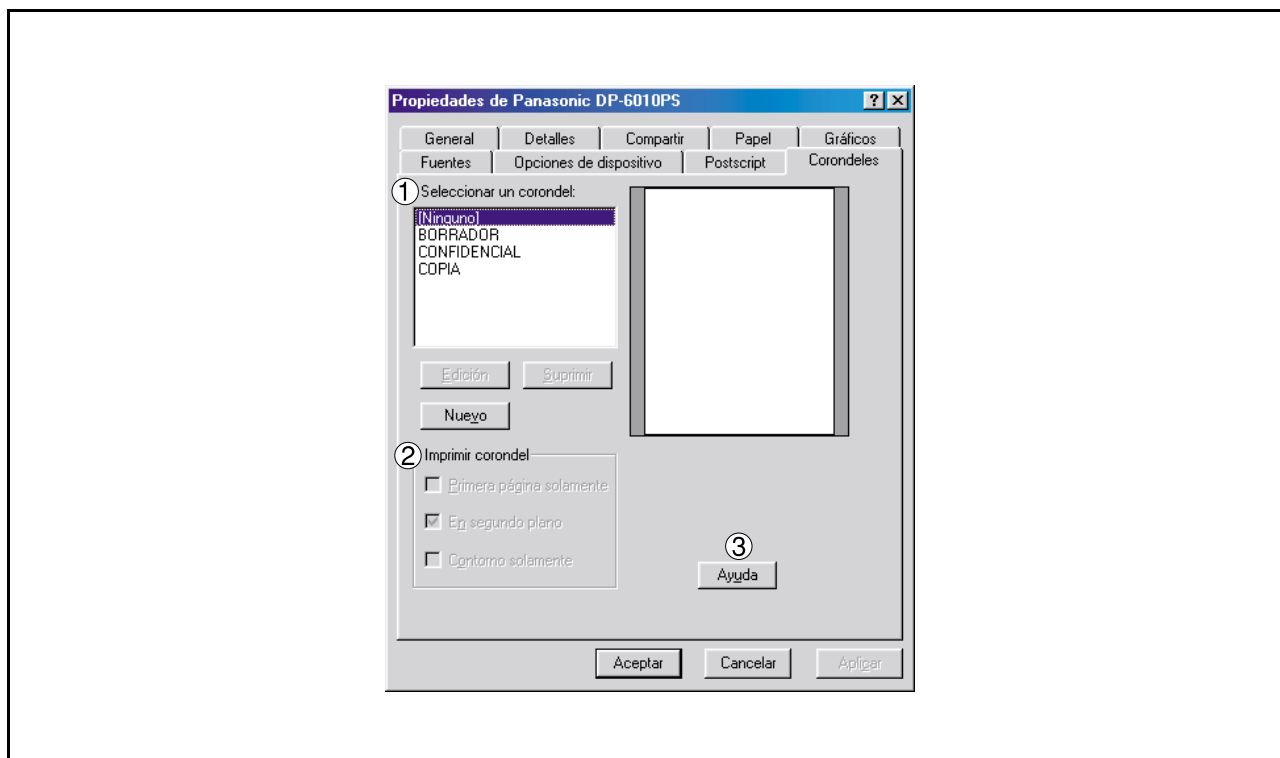 Propiedades de Panasonic DP-6010PS
General Detalles Compartir Papel Gráficos
Fuentes Opciones de dispositivo Postscript Corondeles
① Seleccionar un corondel:
[Ninguno]
BORRADOR
CONFIDENCIAL
COPIA
Edición Suprimir
Nuevo
② Imprimir corondel
Primera página solamente
En segundo plano
Contorno solamente
③
Ayuda
Aceptar Cancelar Aplicar